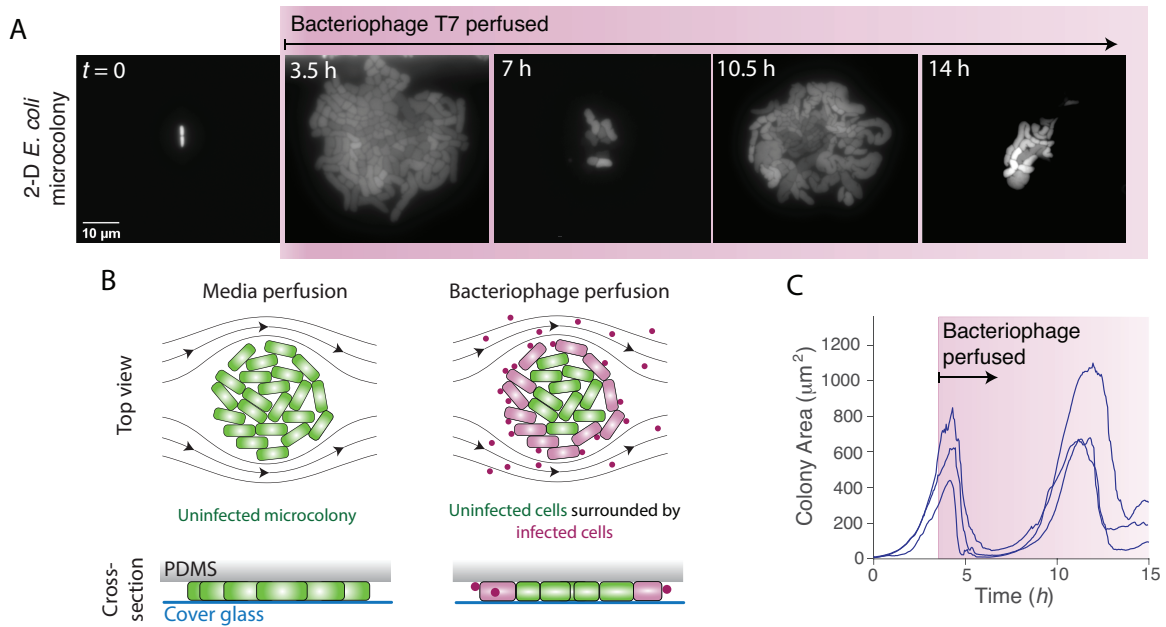 A
Bacteriophage T7 perfused
2-D E. coli
microcolony
t = 0
3.5 h
7 h
10.5 h
14 h
10 µm
B
Media perfusion
Bacteriophage perfusion
Top view
Uninfected microcolony
Uninfected cells surrounded by
infected cells
Cross-
section
PDMS
Cover glass
C
Bacteriophage
perfused
Colony Area (µm²)
1200
1000
800
600
400
200
0
0
5
10
15
Time (h)